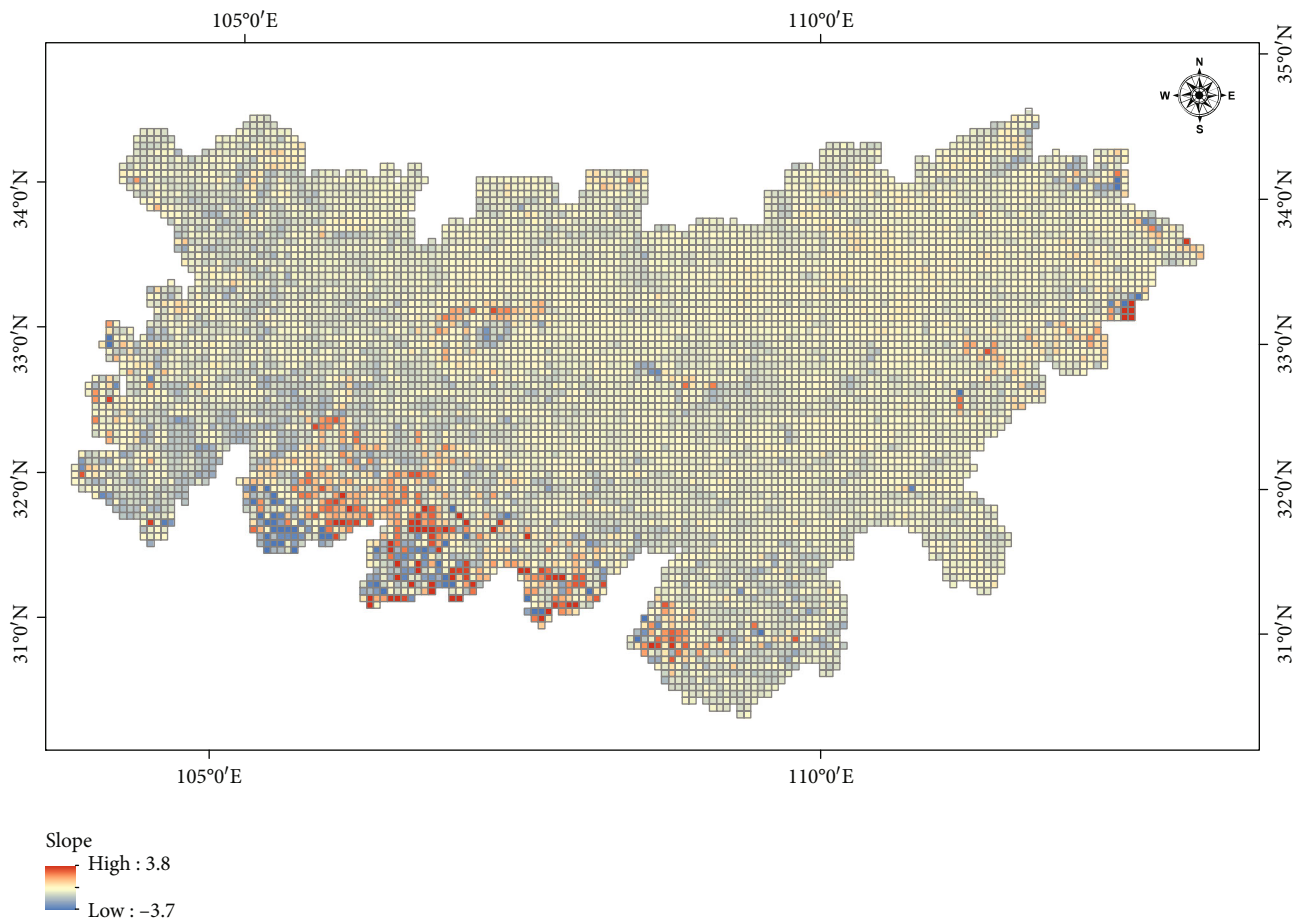 105°0′E 110°0′E
35°0′N
N
W E
S
34°0′N 34°0′N
33°0′N 33°0′N
32°0′N 32°0′N
31°0′N 31°0′N
105°0′E 110°0′E
Slope
High : 3.8
Low : –3.7